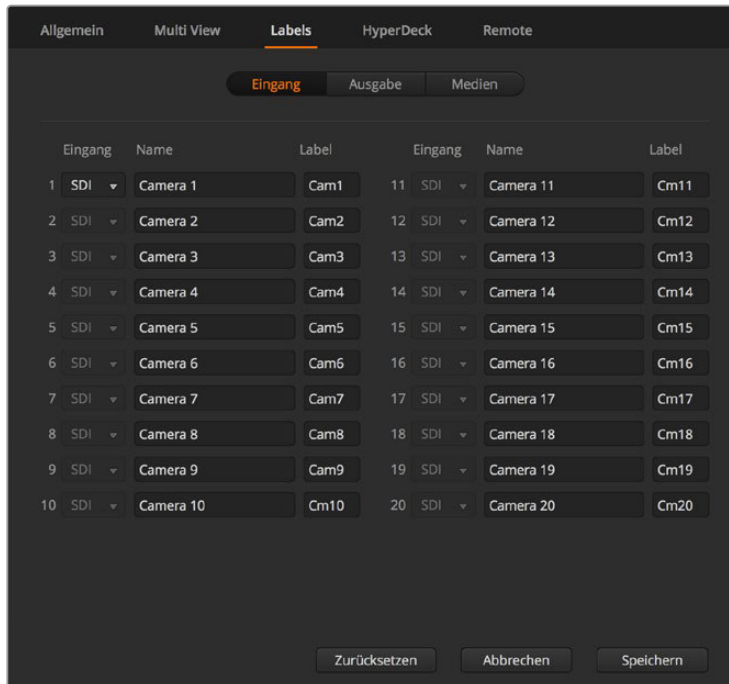 Allgemein Multi View Labels HyperDeck Remote
Eingang Ausgabe Medien
Eingang Name Label Eingang Name Label
1 SDI Camera 1 Cam1 11 SDI Camera 11 Cm11
2 SDI Camera 2 Cam2 12 SDI Camera 12 Cm12
3 SDI Camera 3 Cam3 13 SDI Camera 13 Cm13
4 SDI Camera 4 Cam4 14 SDI Camera 14 Cm14
5 SDI Camera 5 Cam5 15 SDI Camera 15 Cm15
6 SDI Camera 6 Cam6 16 SDI Camera 16 Cm16
7 SDI Camera 7 Cam7 17 SDI Camera 17 Cm17
8 SDI Camera 8 Cam8 18 SDI Camera 18 Cm18
9 SDI Camera 9 Cam9 19 SDI Camera 19 Cm19
10 SDI Camera 10 Cm10 20 SDI Camera 20 Cm20
Zurücksetzen Abbrechen Speichern